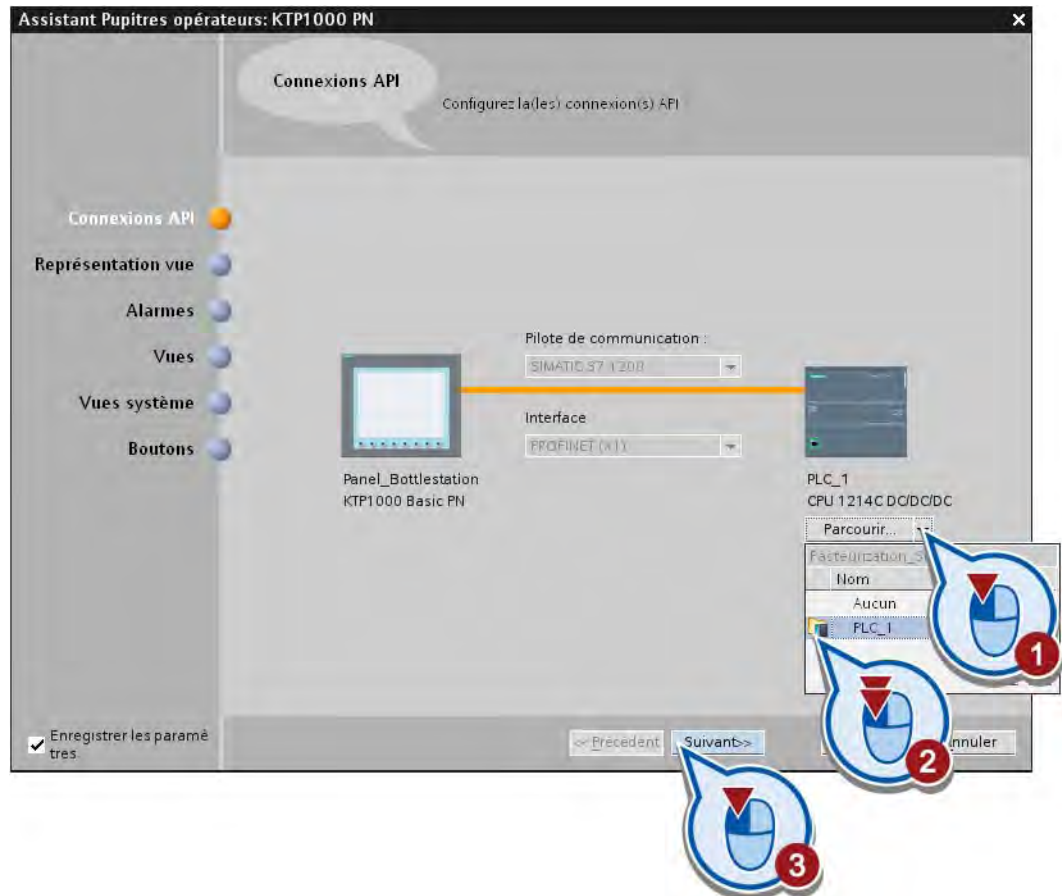 Assistant Pupitres opérateurs: KTP1000 PN
Connexions API
Configurez la(les) connexion(s) API
Connexions API
Représentation vue
Alarmes
Vues
Vues système
Boutons
Pilote de communication :
SIMATIC S7 1200
Interface
PROFINET (X1)
Panel_Bottlestation
KTP1000 Basic PN
PLC_1
CPU 1214C DC/DC/DC
Parcourir...
Pasteurization_S
Nom
Aucun
PLC_1
1
2
Enregistrer les paramè
tres
<< Precedent
Suivant>>
nnuler
3